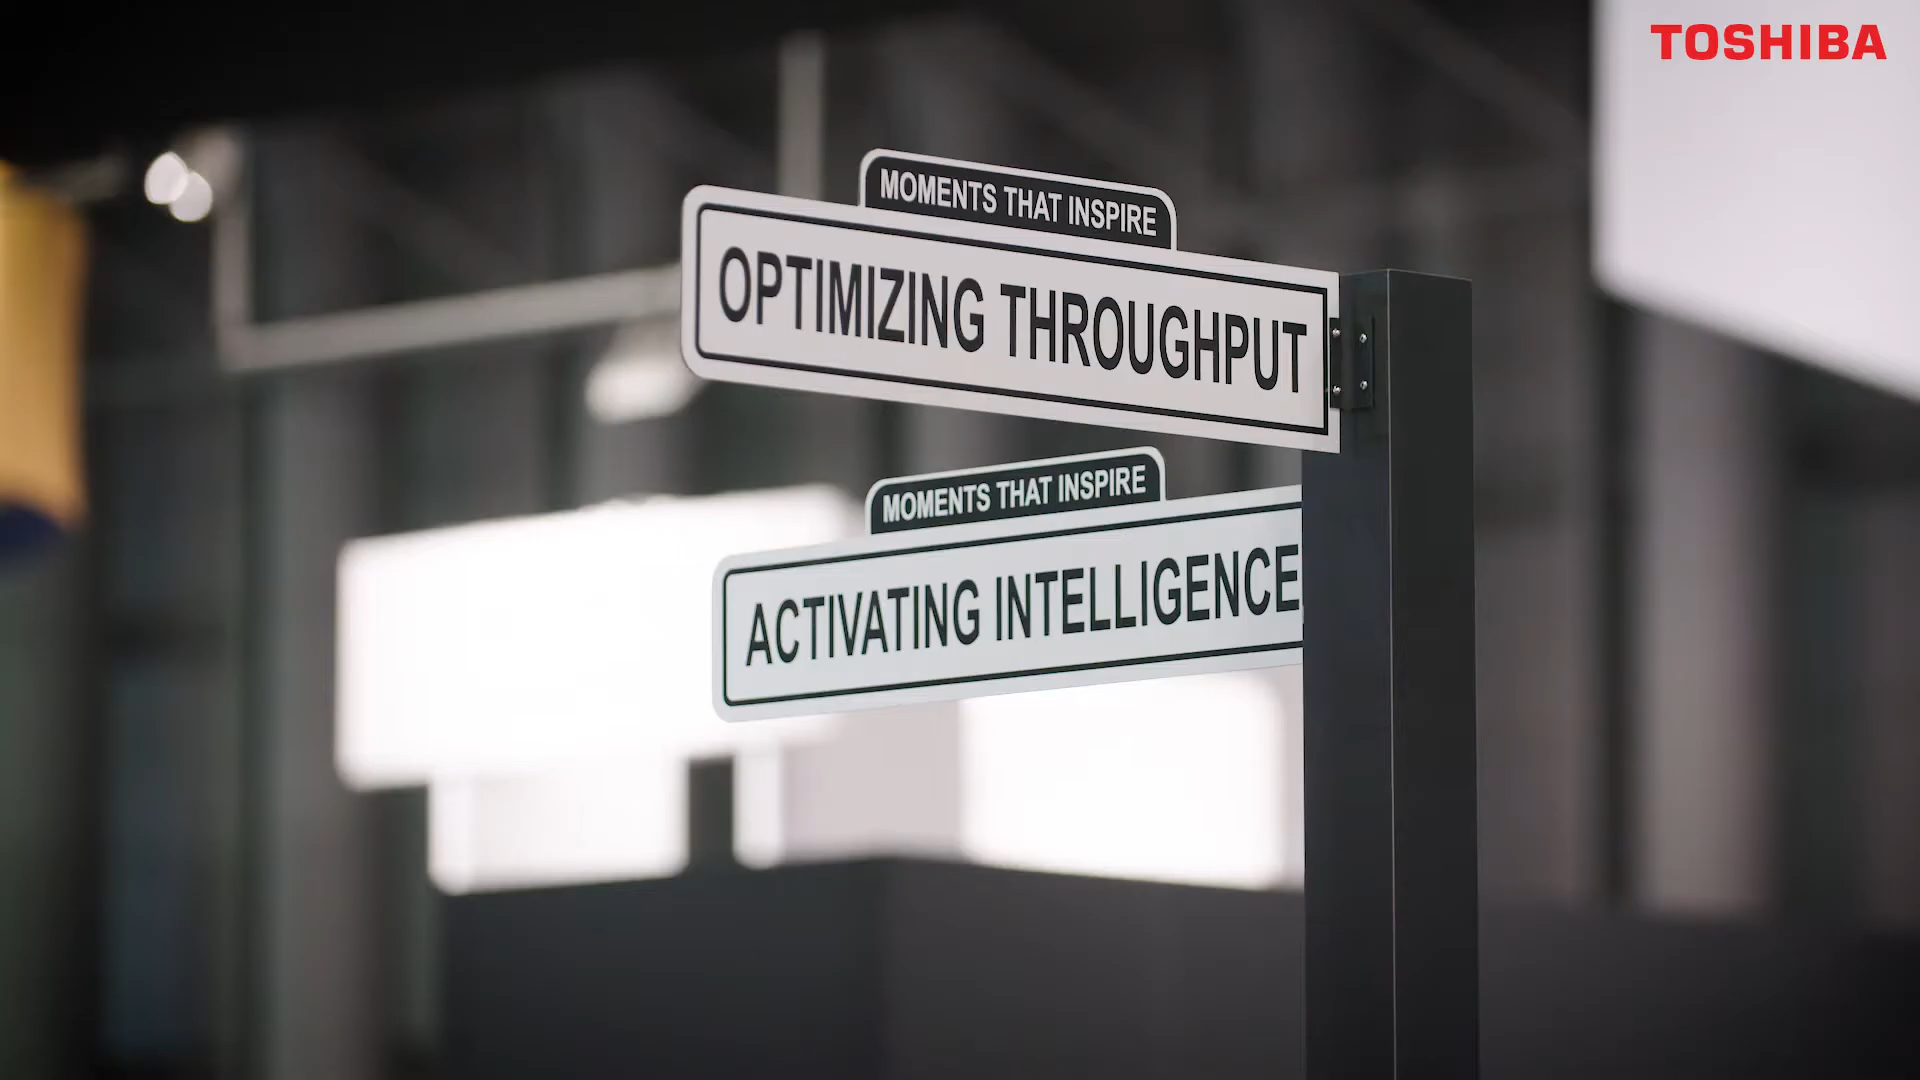 TOSHIBA
MOMENTS THAT INSPIRE
OPTIMIZING THROUGHPUT
MOMENTS THAT INSPIRE
ACTIVATING INTELLIGENCE